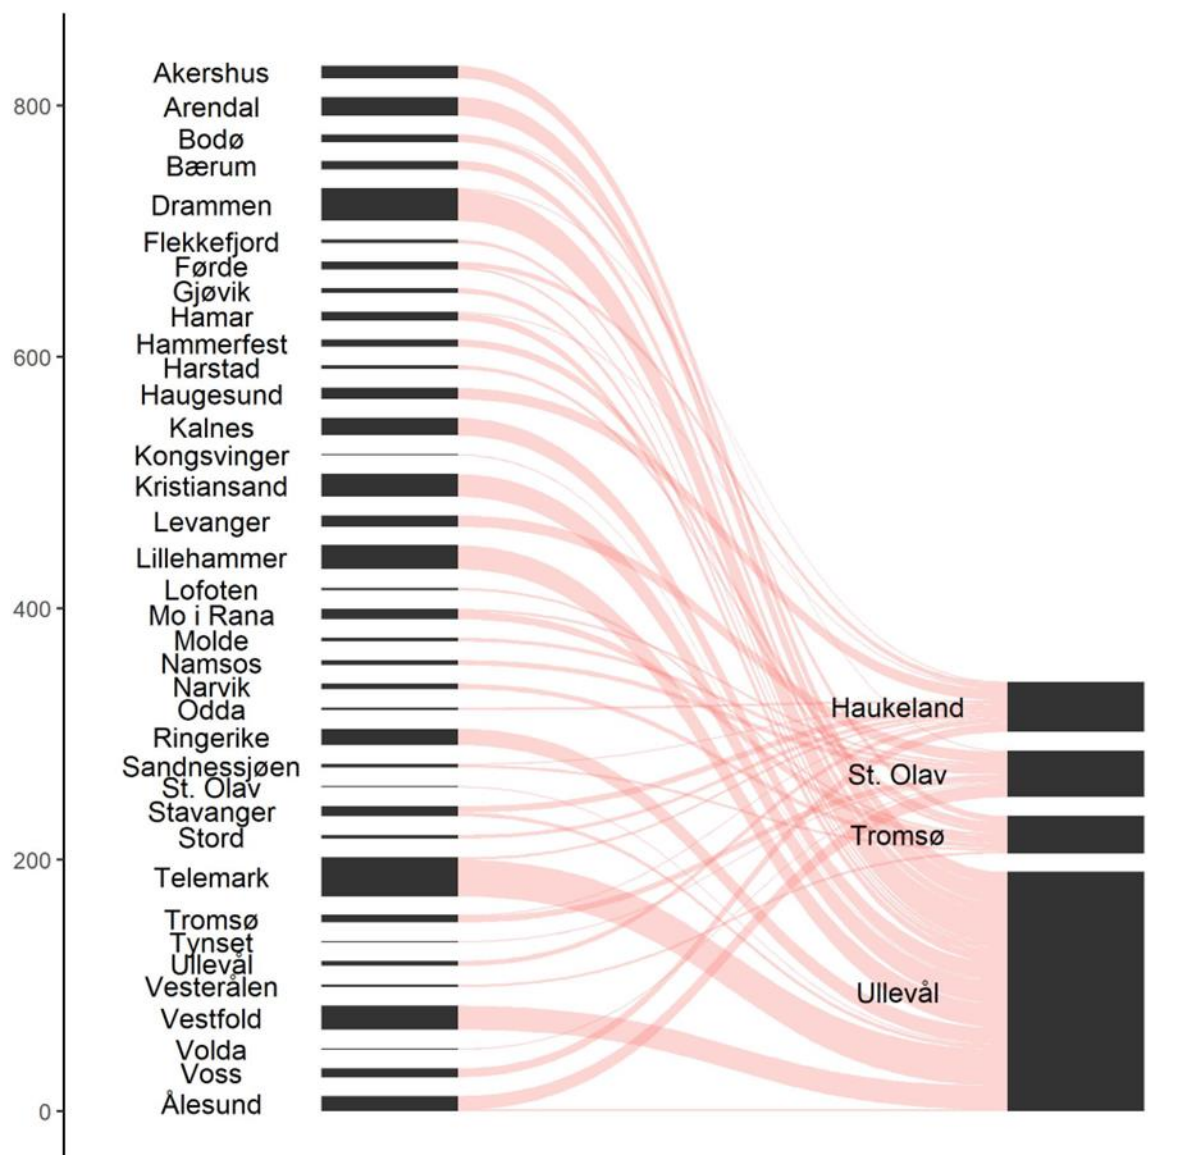 Akershus
800
Arendal
Bodø
Bærum
Drammen
Flekkefjord
Førde
Gjøvik
Hamar
Hammerfest
600
Harstad
Haugesund
Kalnes
Kongsvinger
Kristiansand
Levanger
Lillehammer
Lofoten
400
Mo i Rana
Molde
Namsos
Narvik
Odda
Haukeland
Ringerike
Sandnessjøen
St. Olav
St. Olav
Stavanger
Stord
Tromsø
200
Telemark
Tromsø
Tynset
Ullevål
Vesterålen
Ullevål
Vestfold
Volda
Voss
Ålesund
0